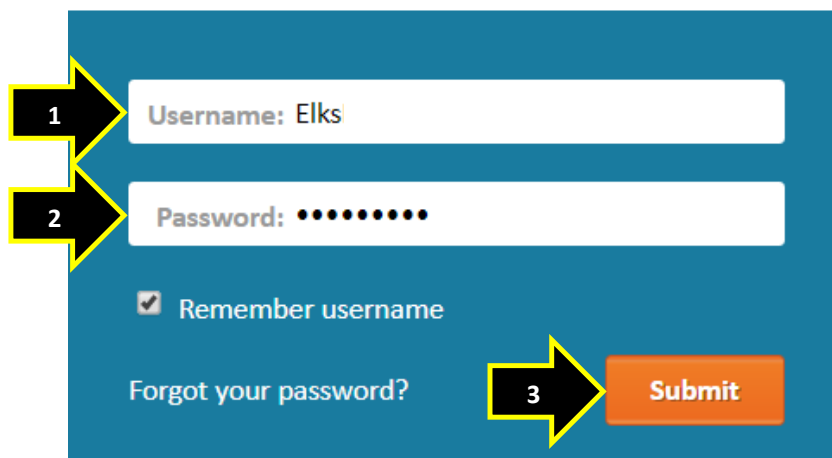 1 Username: Elks
2 Password: •••••••••
Remember username
Forgot your password? 3 Submit